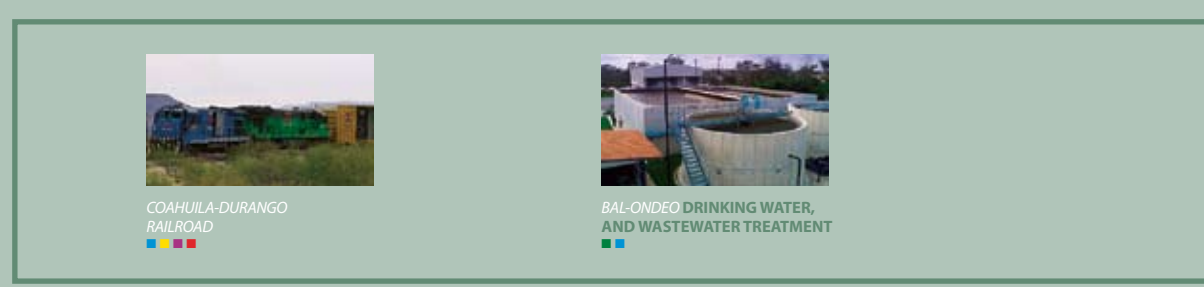 COAHUILA-DURANGO
RAILROAD
BAL-ONDEO DRINKING WATER,
AND WASTEWATER TREATMENT